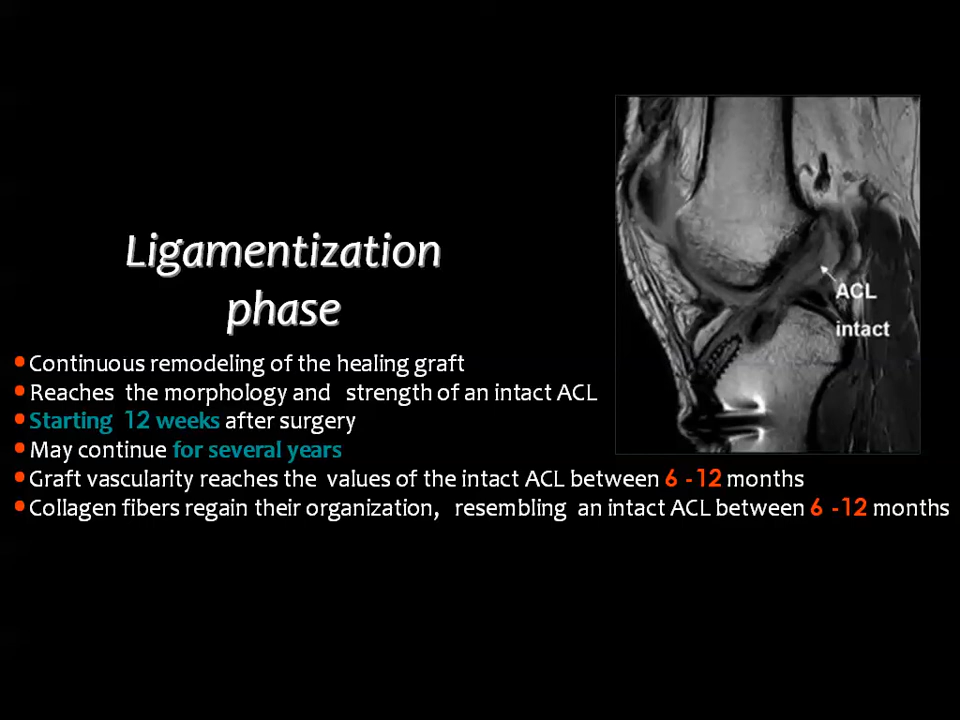 Ligamentization
phase
• Continuous remodeling of the healing graft
• Reaches the morphology and strength of an intact ACL
• Starting 12 weeks after surgery
• May continue for several years
• Graft vascularity reaches the values of the intact ACL between 6 -12 months
• Collagen fibers regain their organization, resembling an intact ACL between 6 -12 months
ACL
intact